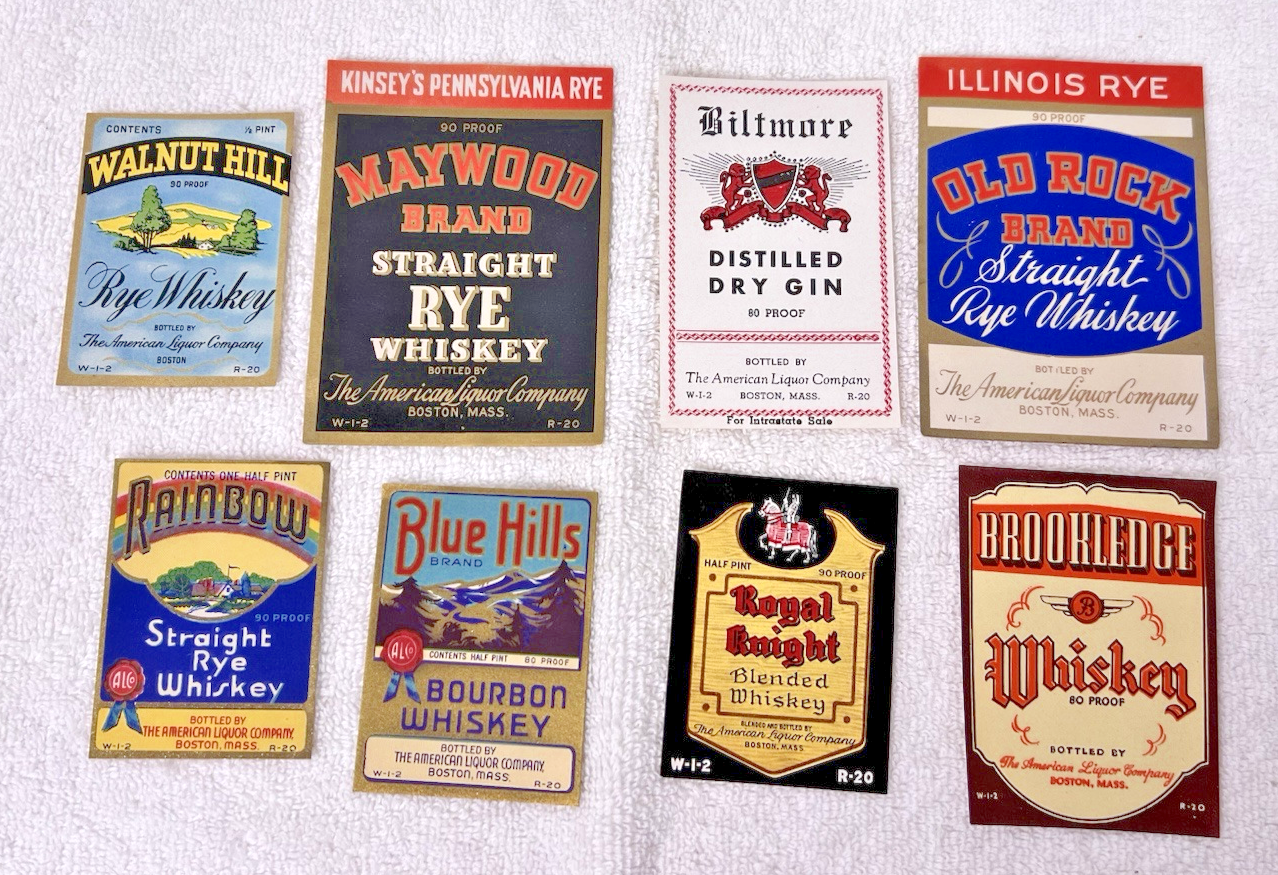 CONTENTS ½ PINT
WALNUT HILL
90 PROOF
Rye Whiskey
BOTTLED BY
The American Liquor Company
BOSTON
W-1-2 R-20
KINSEY'S PENNSYLVANIA RYE
90 PROOF
MAYWOOD
BRAND
STRAIGHT
RYE
WHISKEY
BOTTLED BY
The American Liquor Company
BOSTON, MASS.
W-1-2 R-20
Biltmore
DISTILLED
DRY GIN
80 PROOF
BOTTLED BY
The American Liquor Company
W-1-2 BOSTON, MASS. R-20
For Intrastate Sale
ILLINOIS RYE
90 PROOF
OLD ROCK
BRAND
Straight
Rye Whiskey
BOTTLED BY
The American Liquor Company
BOSTON, MASS.
W-1-2 R-20
CONTENTS ONE HALF PINT
RAINBOW
90 PROOF
Straight
Rye
Whiskey
ALCO
BOTTLED BY
THE AMERICAN LIQUOR COMPANY.
BOSTON, MASS.
W-1-2 R-20
Blue Hills
BRAND
ALCO
CONTENTS HALF PINT 80 PROOF
BOURBON
WHISKEY
BOTTLED BY
THE AMERICAN LIQUOR COMPANY.
BOSTON, MASS.
W-1-2 R-20
HALF PINT 90 PROOF
Royal
Knight
Blended
Whiskey
BLENDED AND BOTTLED BY
The American Liquor Company
BOSTON, MASS.
W-1-2 R-20
BROOKLEDGE
B
Whiskey
80 PROOF
BOTTLED BY
The American Liquor Company
BOSTON, MASS.
W-1-2 R-20